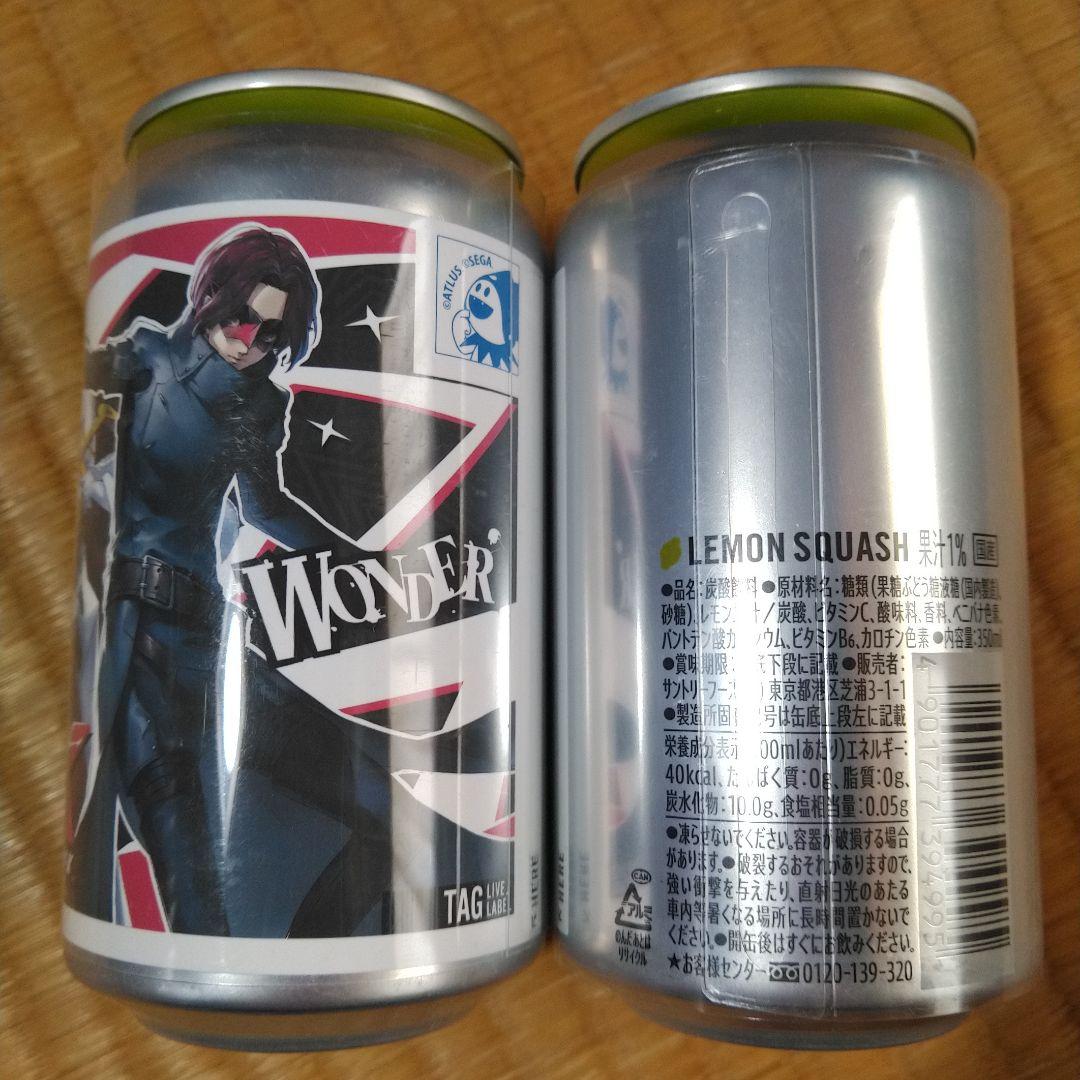 ©ATLUS ©SEGA
WONDER
TAG LIVE LABEL
HERE
HERE
HERE
LEMON SQUASH 果汁1% 国産
●品名:炭酸飲料 ●原材料名:糖類(果糖ぶどう糖液糖(国内製造)、
砂糖)、レモン /炭酸、ビタミンC、酸味料、香料、ベニバナ色素、
パントテン酸カ ウム、ビタミンB6、カロチン色素 ●内容量:350ml
●賞味期限: 下段に記載 ●販売者:
サントリーフー 東京都港区芝浦3-1-1
●製造所固 号は缶底上段左に記載
栄養成分表示 00mlあたり)エネルギー:
40kcal、たんぱく質:0g、脂質:0g、
炭水化物:10.0g、食塩相当量:0.05g
●凍らせないでください。容器が破損する場合
があります。●破裂するおそれがありますので、
強い衝撃を与えたり、直射日光のあたる
車内等暑くなる場所に長時間置かないで
ください。●開缶後はすぐにお飲みください。
★お客様センター 0120-139-320
CAN
アルミ
のんだあとは
リサイクル
4 901777 394995